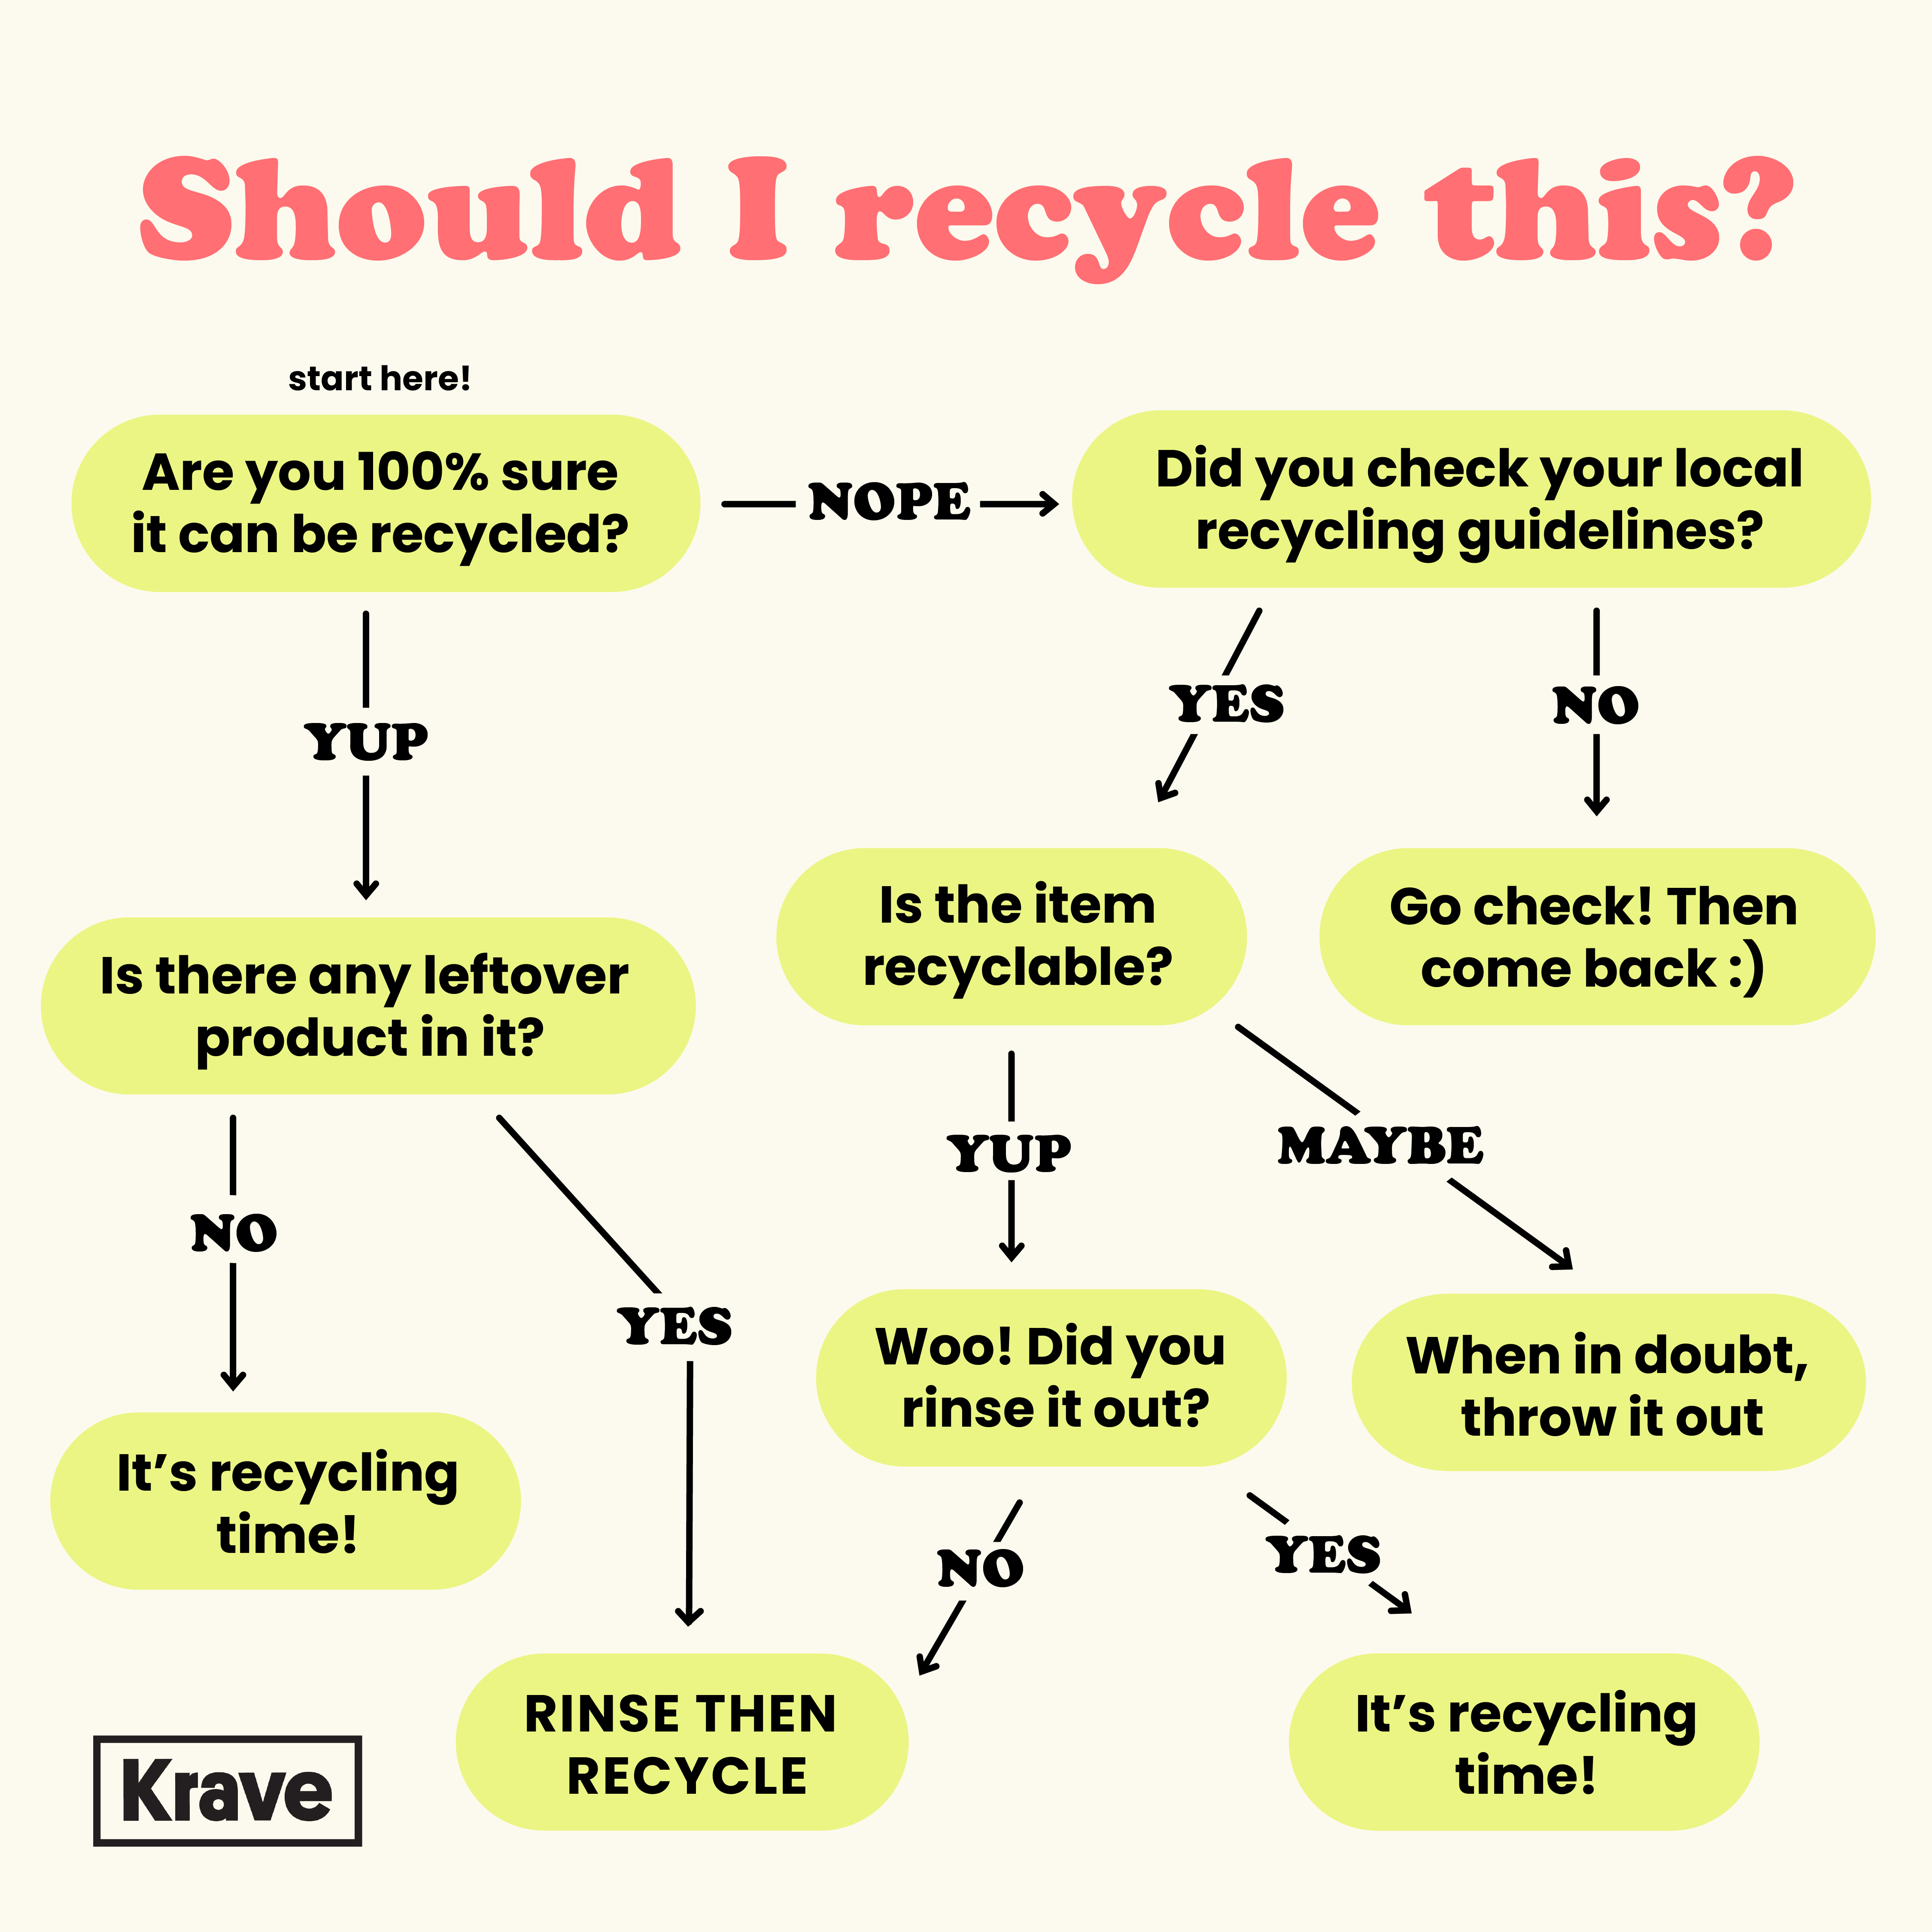 Should I recycle this?
start here!
Are you 100% sure
it can be recycled?
NOPE
Did you check your local
recycling guidelines?
YUP
YES
NO
Is the item
recyclable?
Go check! Then
come back :)
Is there any leftover
product in it?
YUP
MAYBE
NO
YES
Woo! Did you
rinse it out?
When in doubt,
throw it out
It’s recycling
time!
NO
YES
RINSE THEN
RECYCLE
It’s recycling
time!
Krave